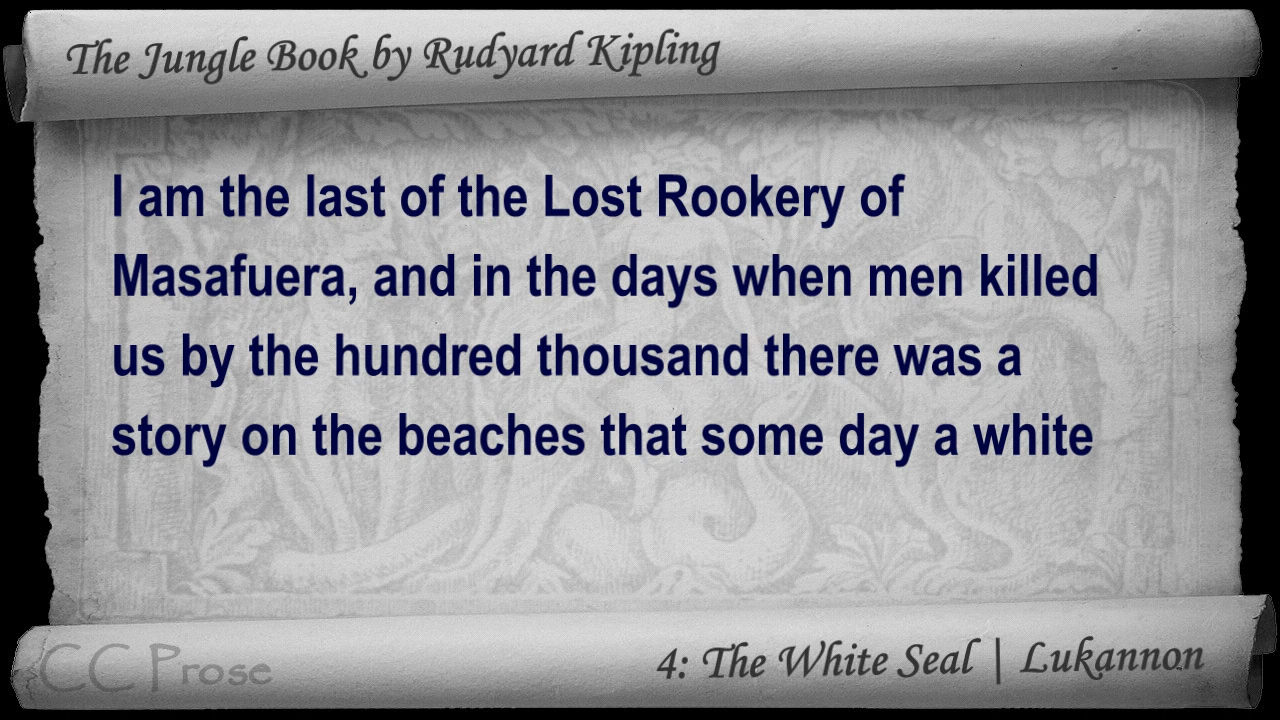 The Jungle Book by Rudyard Kipling
I am the last of the Lost Rookery of
Masafuera, and in the days when men killed
us by the hundred thousand there was a
story on the beaches that some day a white
CC Prose
4: The White Seal | Lukannon